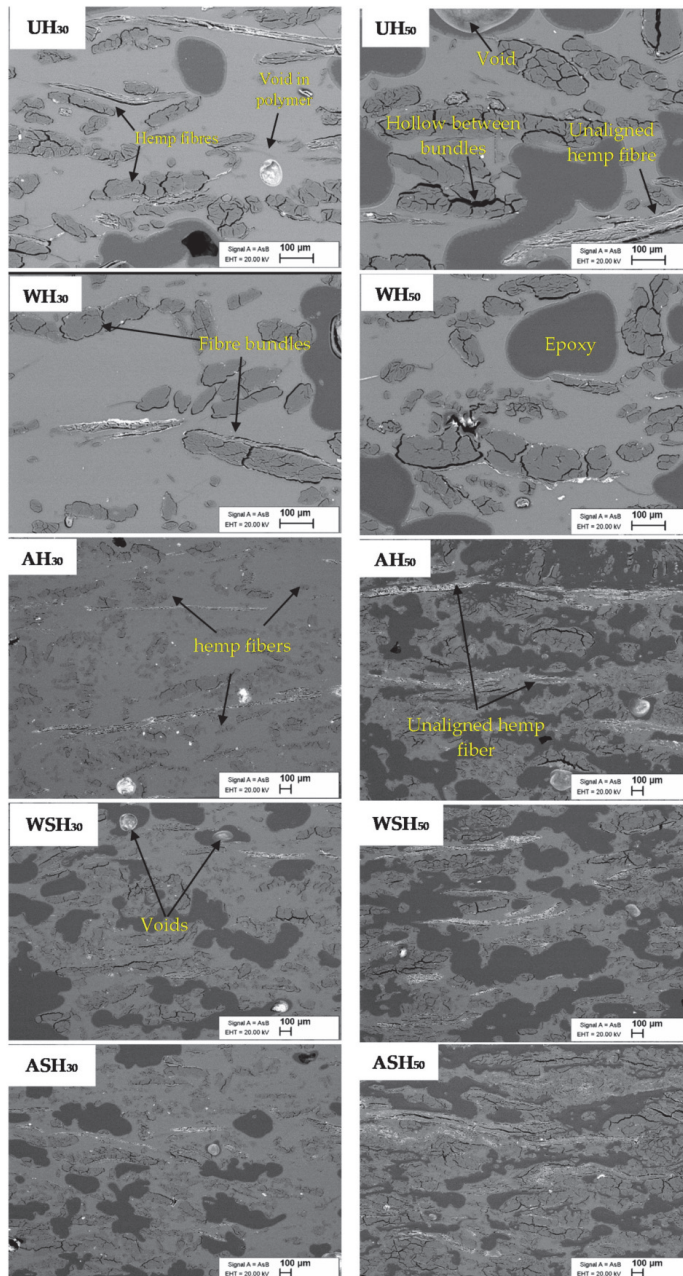 UH30
Void in
polymer
Hemp fibres
Signal A = AsB 100 µm
EHT = 20.00 kV
UH50
Void
Hollow between
bundles
Unaligned
hemp fibre
Signal A = AsB 100 µm
EHT = 20.00 kV
WH30
Fibre bundles
Signal A = AsB 100 µm
EHT = 20.00 kV
WH50
Epoxy
Signal A = AsB 100 µm
EHT = 20.00 kV
AH30
hemp fibers
Signal A = AsB 100 µm
EHT = 20.00 kV
AH50
Unaligned hemp
fiber
Signal A = AsB 100 µm
EHT = 20.00 kV
WSH30
Voids
Signal A = AsB 100 µm
EHT = 20.00 kV
WSH50
Signal A = AsB 100 µm
EHT = 20.00 kV
ASH30
Signal A = AsB 100 µm
EHT = 20.00 kV
ASH50
Signal A = AsB 100 µm
EHT = 20.00 kV